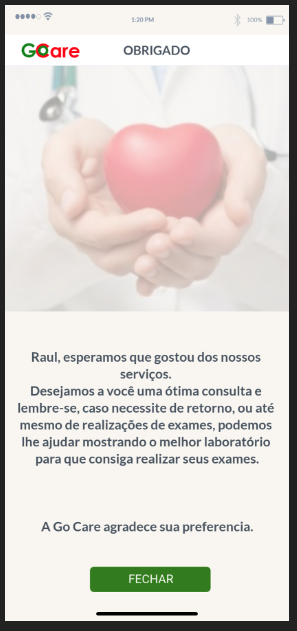 1:20 PM
100%
GOCare
OBRIGADO
Raul, esperamos que gostou dos nossos
serviços.
Desejamos a você uma ótima consulta e
lembre-se, caso necessite de retorno, ou até
mesmo de realizações de exames, podemos
lhe ajudar mostrando o melhor laboratório
para que consiga realizar seus exames.
A Go Care agradece sua preferencia.
FECHAR